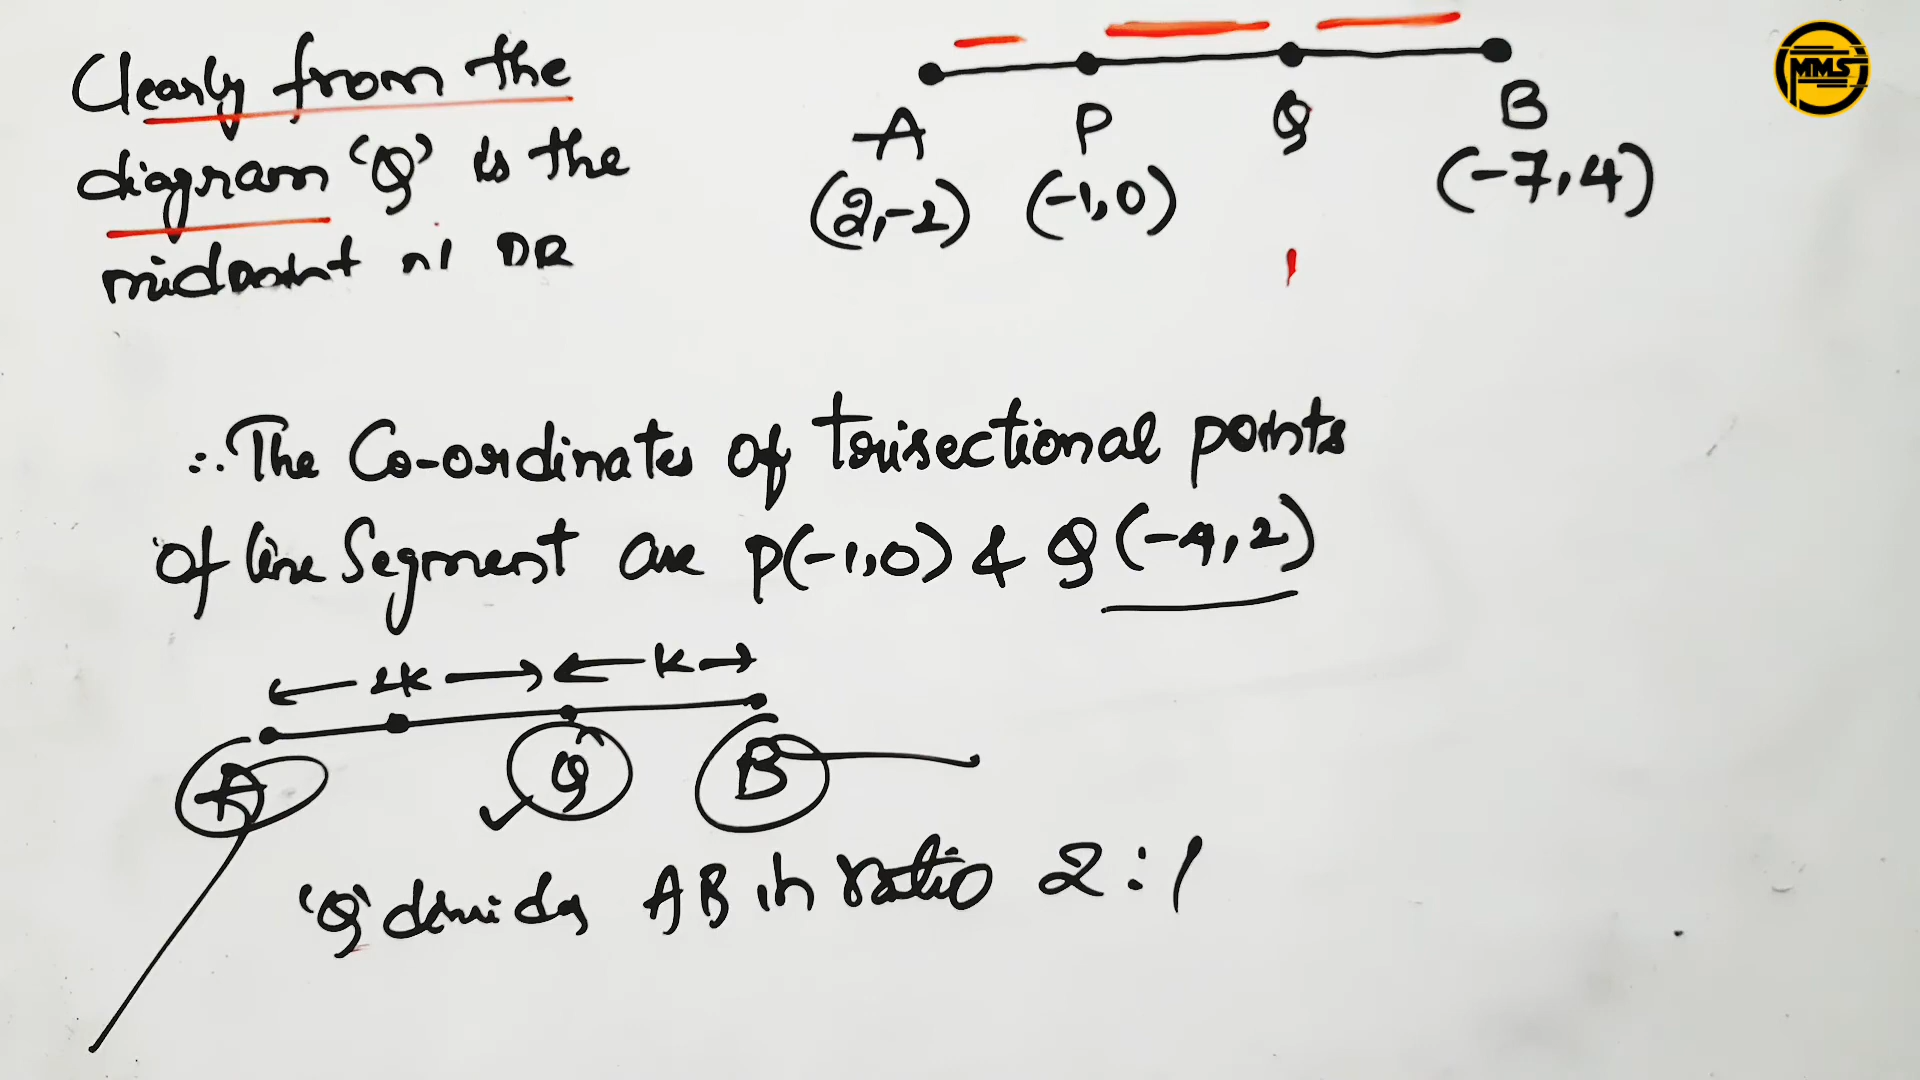 Clearly from the
diagram 'Q' is the
midpoint of
A P Q B
(2,-2) (-1,0) (-7,4)
MMS
∴ The Co-ordinates of trisectional points
of line Segment are P(-1,0) & Q(-4,2)
2k k
A Q B
'Q' divides AB in ratio 2:1